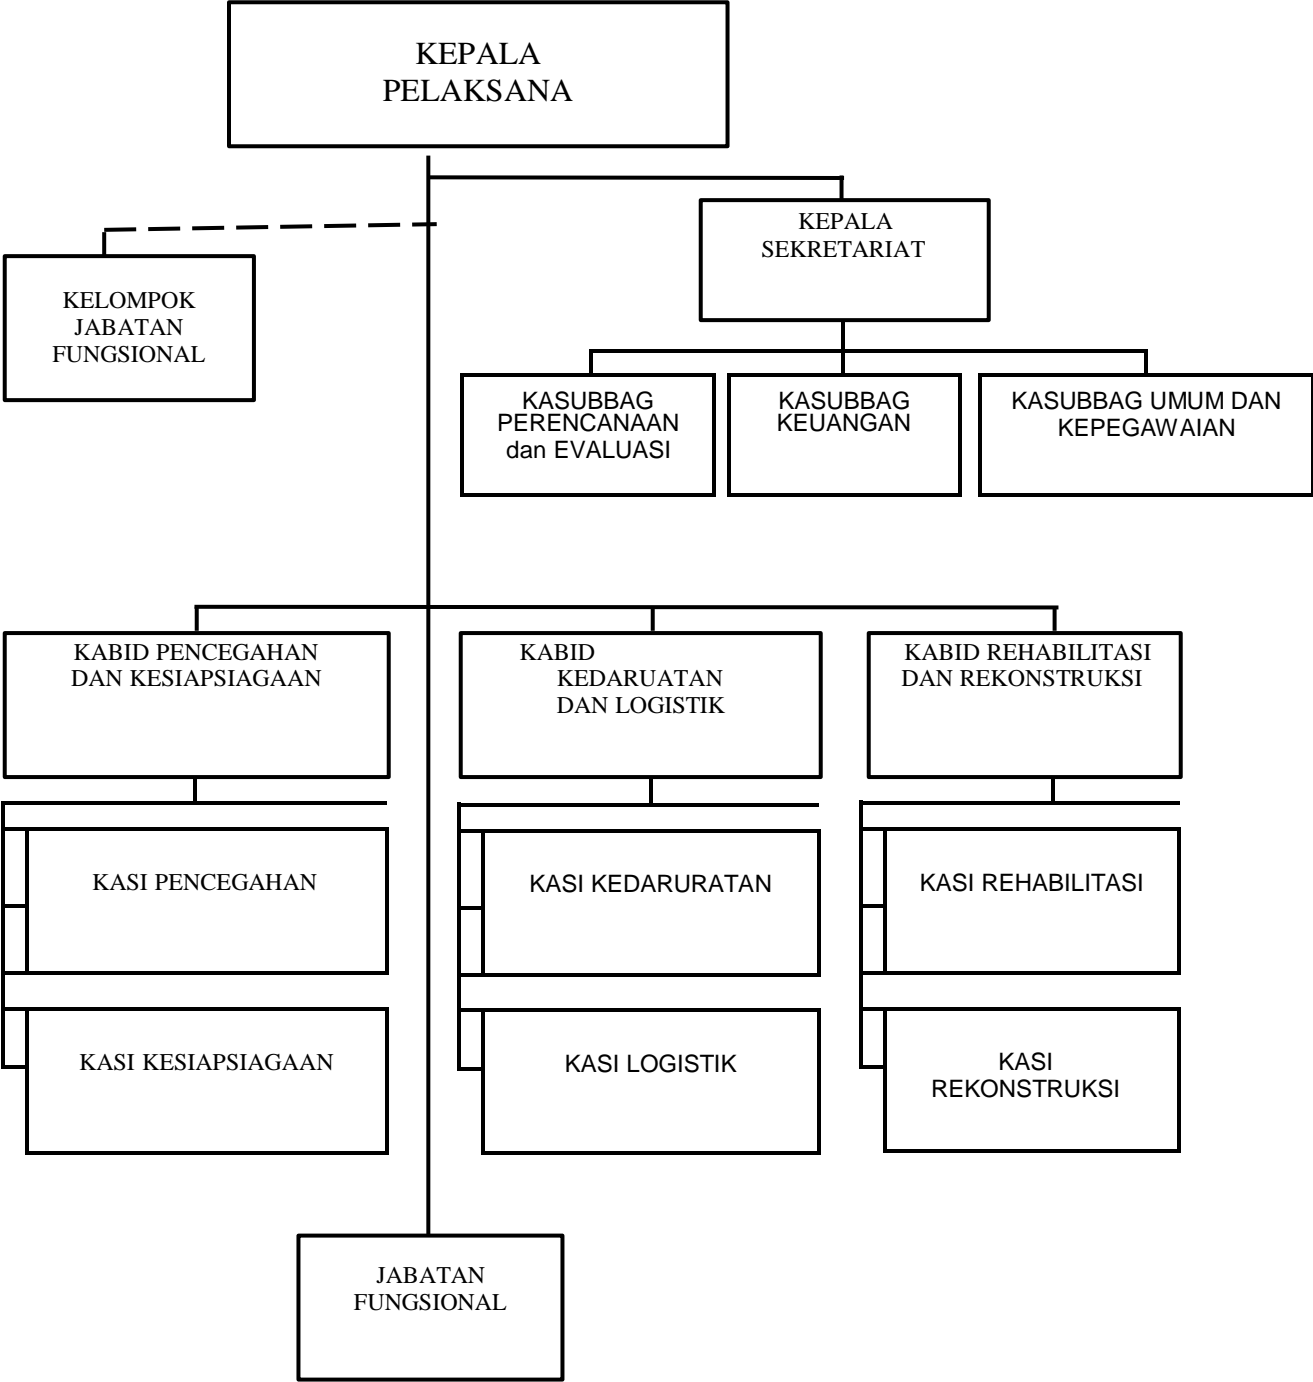 KEPALA
PELAKSANA
KEPALA
SEKRETARIAT
KELOMPOK
JABATAN
FUNGSIONAL
KASUBBAG
PERENCANAAN
dan EVALUASI
KASUBBAG
KEUANGAN
KASUBBAG UMUM DAN
KEPEGAWAIAN
KABID PENCEGAHAN
DAN KESIAPSIAGAAN
KABID
KEDARUATAN
DAN LOGISTIK
KABID REHABILITASI
DAN REKONSTRUKSI
KASI PENCEGAHAN
KASI KEDARURATAN
KASI REHABILITASI
KASI KESIAPSIAGAAN
KASI LOGISTIK
KASI
REKONSTRUKSI
JABATAN
FUNGSIONAL